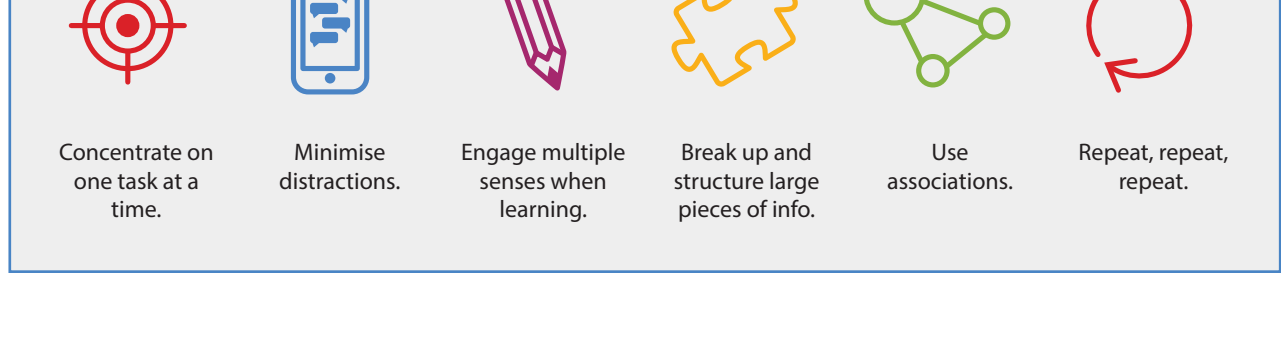 Concentrate on
one task at a
time.
Minimise
distractions.
Engage multiple
senses when
learning.
Break up and
structure large
pieces of info.
Use
associations.
Repeat, repeat,
repeat.